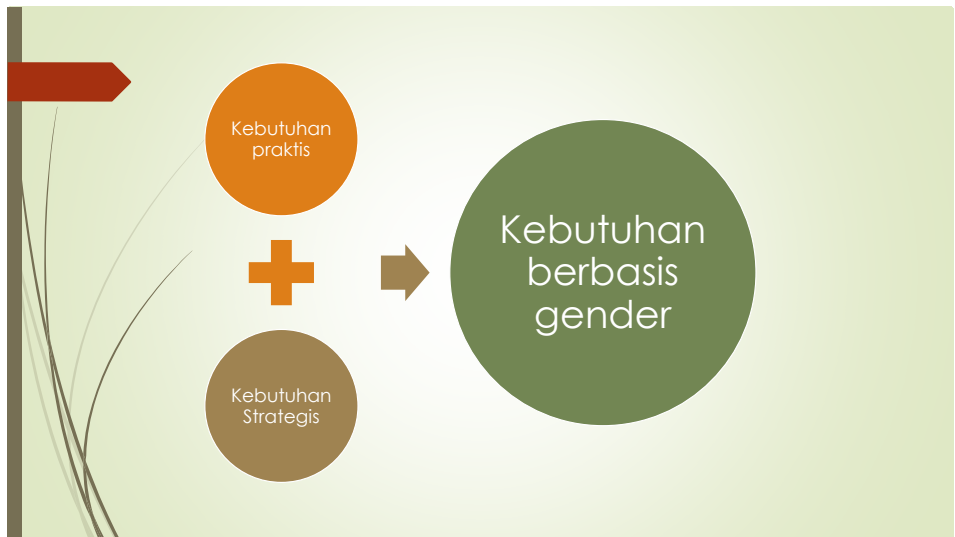 Kebutuhan
praktis
Kebutuhan
Strategis
Kebutuhan
berbasis
gender